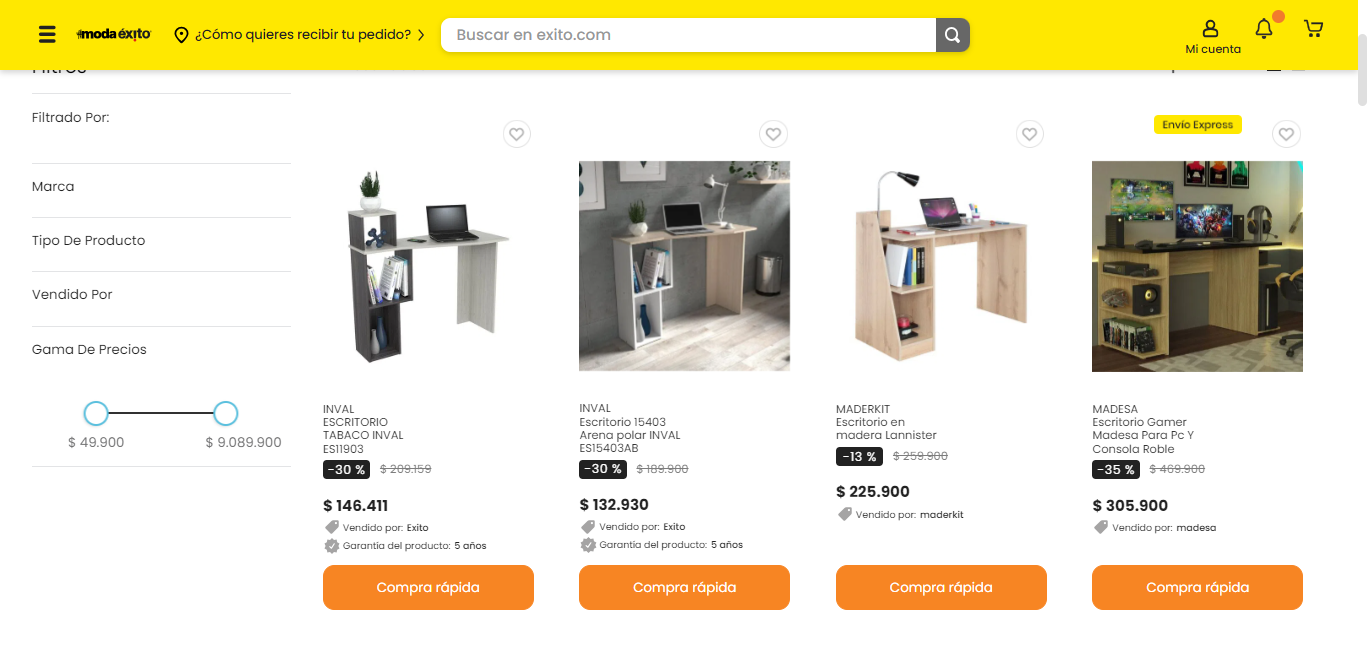 moda éxito
¿Cómo quieres recibir tu pedido?
Buscar en exito.com
Mi cuenta
Filtros
Filtrado Por:
Marca
Tipo De Producto
Vendido Por
Gama De Precios
$ 49.900
$ 9.089.900
INVAL
ESCRITORIO
TABACO INVAL
ES11903
-30 % $ 209.159
$ 146.411
Vendido por: Exito
Garantía del producto: 5 años
Compra rápida
INVAL
Escritorio 15403
Arena polar INVAL
ES15403AB
-30 % $ 189.900
$ 132.930
Vendido por: Exito
Garantía del producto: 5 años
Compra rápida
MADERKIT
Escritorio en
madera Lannister
-13 % $ 259.900
$ 225.900
Vendido por: maderkit
Compra rápida
Envío Express
MADESA
Escritorio Gamer
Madesa Para Pc Y
Consola Roble
-35 % $ 469.900
$ 305.900
Vendido por: madesa
Compra rápida